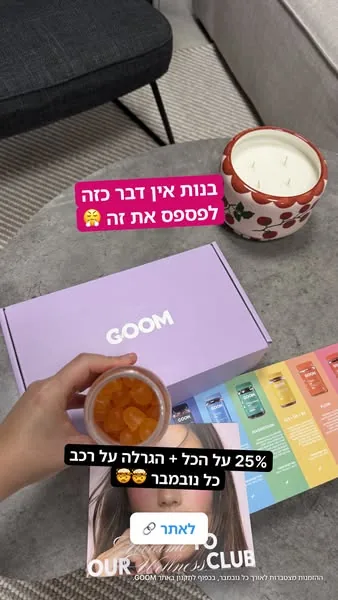 בנות אין דבר כזה
לפספס את זה 😤
GOOM
25% על הכל + הגרלה על רכב
כל נובמבר 🤯🤯
לאתר
TO
OUR Wellness CLUB
ההזמנות מצטברות לאורך כל נובמבר, בכפוף לתקנון באתר GOOM